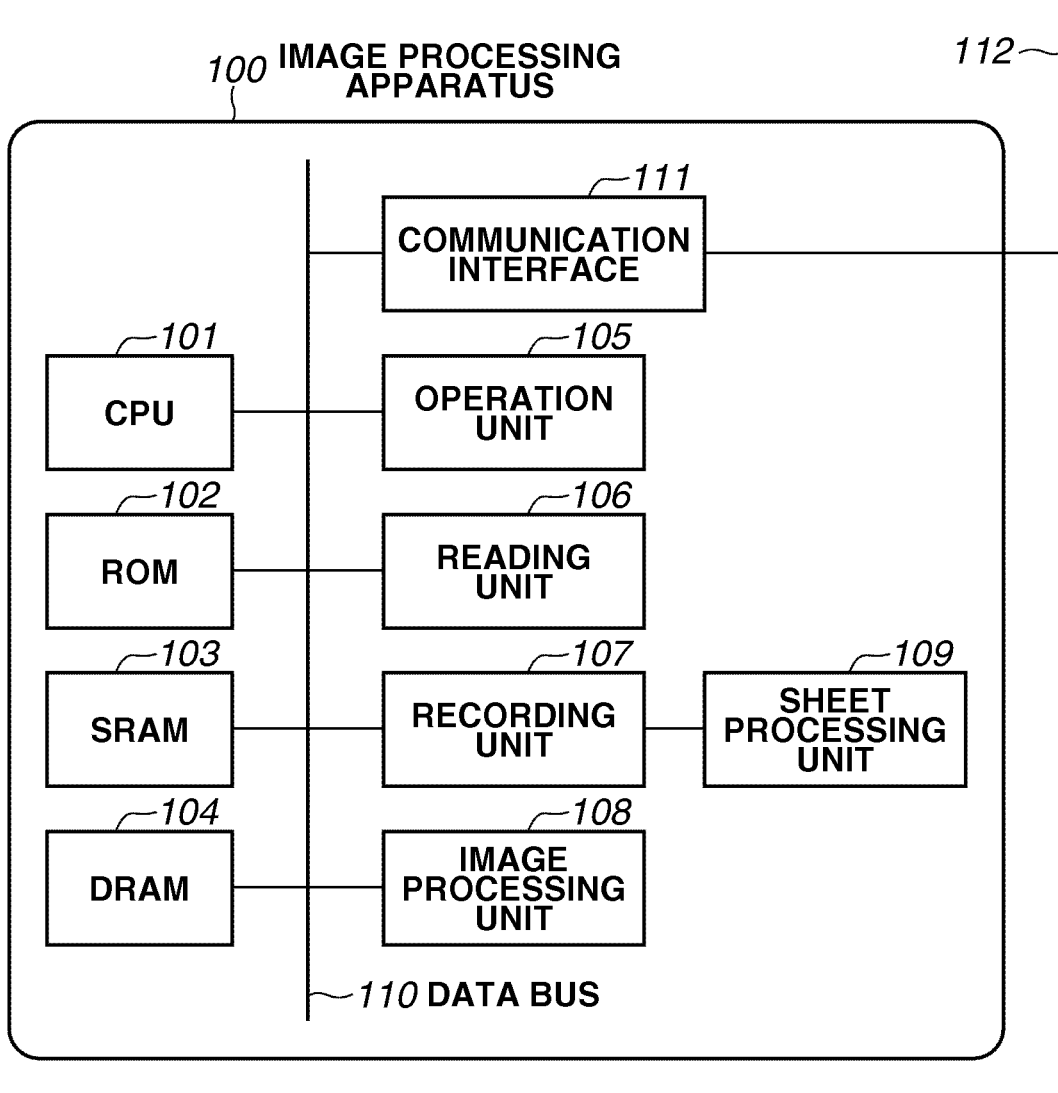 100
IMAGE PROCESSING
APPARATUS
112
111
COMMUNICATION
INTERFACE
101
CPU
105
OPERATION
UNIT
102
ROM
106
READING
UNIT
103
SRAM
107
RECORDING
UNIT
109
SHEET
PROCESSING
UNIT
104
DRAM
108
IMAGE
PROCESSING
UNIT
110 DATA BUS